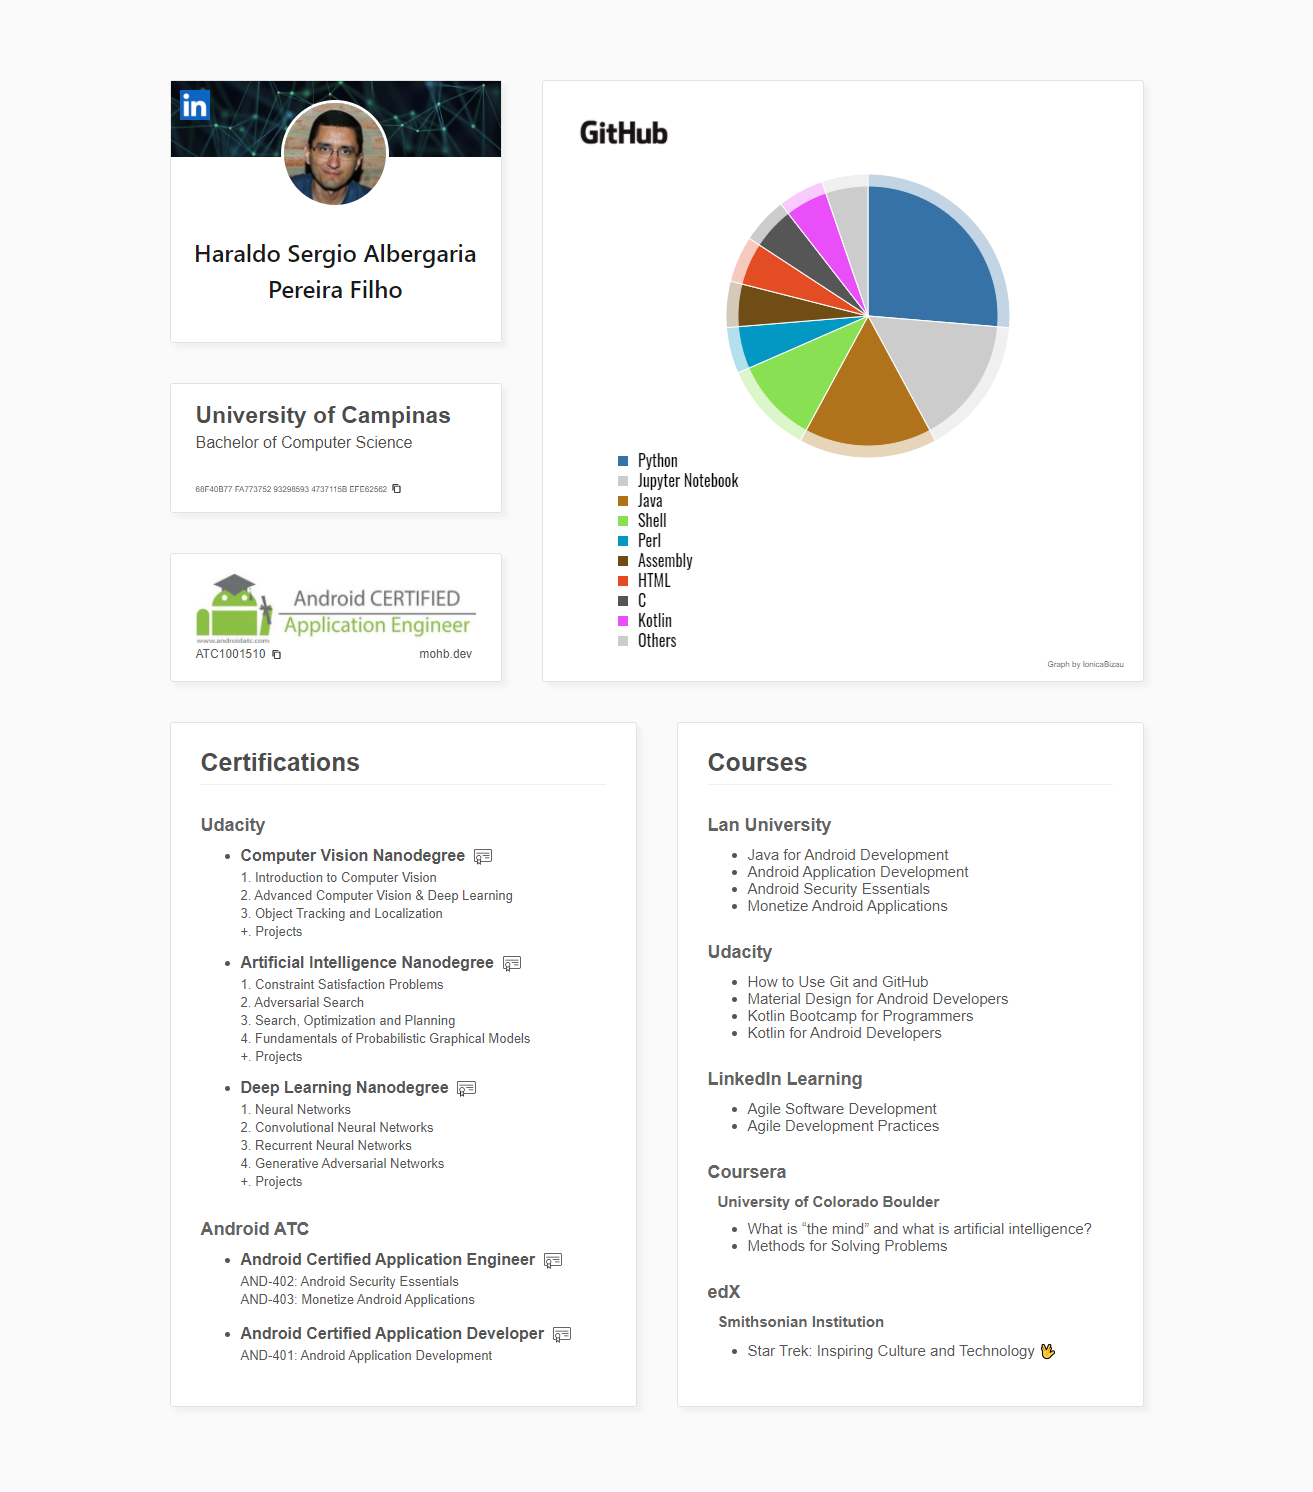 in
Haraldo Sergio Albergaria
Pereira Filho
University of Campinas
Bachelor of Computer Science
68F40B77 FA773752 93298593 4737115B EFE62562
Android CERTIFIED
Application Engineer
www.androidatc.com
ATC1001510
mohb.dev
GitHub
Python
Jupyter Notebook
Java
Shell
Perl
Assembly
HTML
C
Kotlin
Others
Graph by IonicaBizau
Certifications
Udacity
• Computer Vision Nanodegree
1. Introduction to Computer Vision
2. Advanced Computer Vision & Deep Learning
3. Object Tracking and Localization
+. Projects
• Artificial Intelligence Nanodegree
1. Constraint Satisfaction Problems
2. Adversarial Search
3. Search, Optimization and Planning
4. Fundamentals of Probabilistic Graphical Models
+. Projects
• Deep Learning Nanodegree
1. Neural Networks
2. Convolutional Neural Networks
3. Recurrent Neural Networks
4. Generative Adversarial Networks
+. Projects
Android ATC
• Android Certified Application Engineer
AND-402: Android Security Essentials
AND-403: Monetize Android Applications
• Android Certified Application Developer
AND-401: Android Application Development
Courses
Lan University
• Java for Android Development
• Android Application Development
• Android Security Essentials
• Monetize Android Applications
Udacity
• How to Use Git and GitHub
• Material Design for Android Developers
• Kotlin Bootcamp for Programmers
• Kotlin for Android Developers
LinkedIn Learning
• Agile Software Development
• Agile Development Practices
Coursera
University of Colorado Boulder
• What is “the mind” and what is artificial intelligence?
• Methods for Solving Problems
edX
Smithsonian Institution
• Star Trek: Inspiring Culture and Technology 🖖